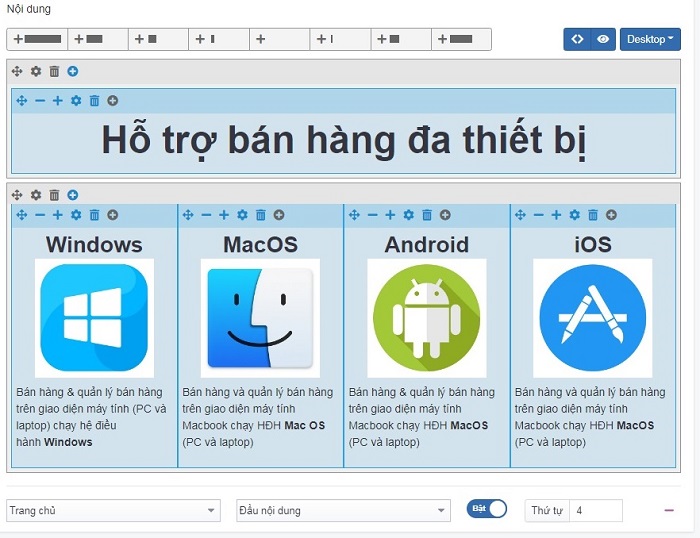 Nội dung
Desktop
Hỗ trợ bán hàng đa thiết bị
Windows
MacOS
Android
iOS
Bán hàng & quản lý bán hàng
trên giao diện máy tính (PC và
laptop) chạy hệ điều
hành Windows
Bán hàng và quản lý bán hàng
trên giao diện máy tính
Macbook chạy HĐH Mac OS
(PC và laptop)
Bán hàng & quản lý bán hàng
trên giao diện máy tính
Macbook chạy HĐH MacOS
(PC và laptop)
Bán hàng và quản lý bán hàng
trên giao diện máy tính
Macbook chạy HĐH MacOS
(PC và laptop)
Trang chủ
Đầu nội dung
Bật
Thứ tự
4